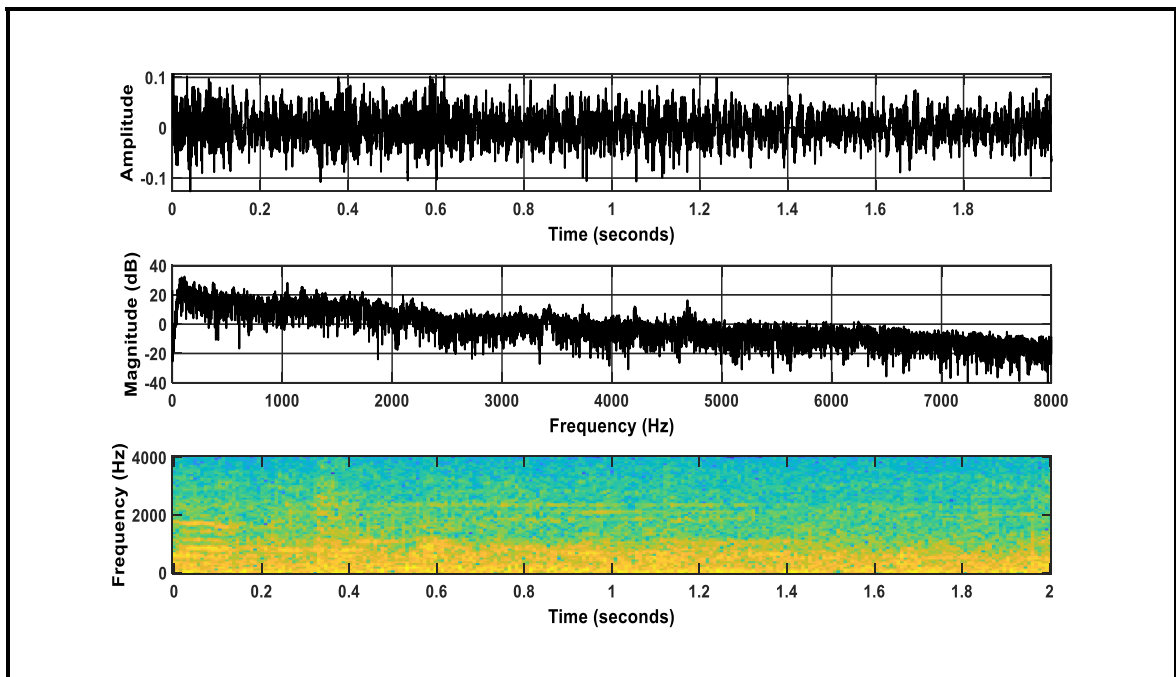 Amplitude
0.1
0
-0.1
0 0.2 0.4 0.6 0.8 1 1.2 1.4 1.6 1.8
Time (seconds)
Magnitude (dB)
40
20
0
-20
-40
0 1000 2000 3000 4000 5000 6000 7000 8000
Frequency (Hz)
Frequency (Hz)
4000
2000
0
0 0.2 0.4 0.6 0.8 1 1.2 1.4 1.6 1.8 2
Time (seconds)